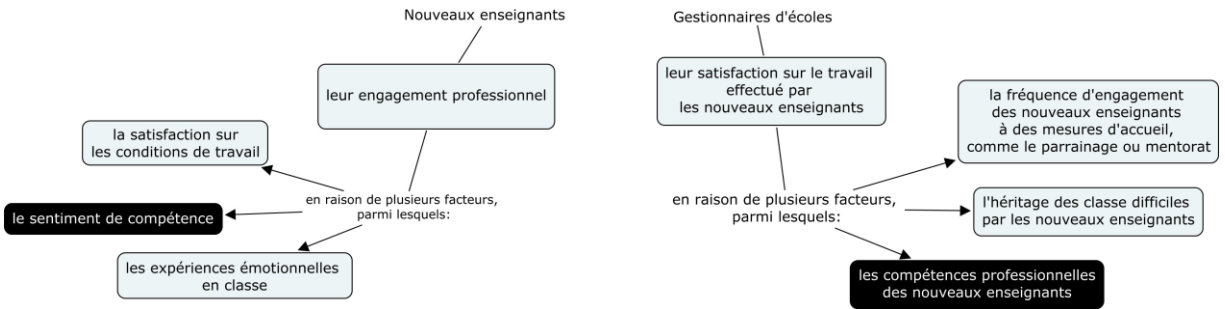 Nouveaux enseignants
leur engagement professionnel
la satisfaction sur
les conditions de travail
en raison de plusieurs facteurs,
parmi lesquels:
le sentiment de compétence
les expériences émotionnelles
en classe
Gestionnaires d'écoles
leur satisfaction sur le travail
effectué par
les nouveaux enseignants
la fréquence d'engagement
des nouveaux enseignants
à des mesures d'accueil,
comme le parrainage ou mentorat
en raison de plusieurs facteurs,
parmi lesquels:
l'héritage des classe difficiles
par les nouveaux enseignants
les compétences professionnelles
des nouveaux enseignants